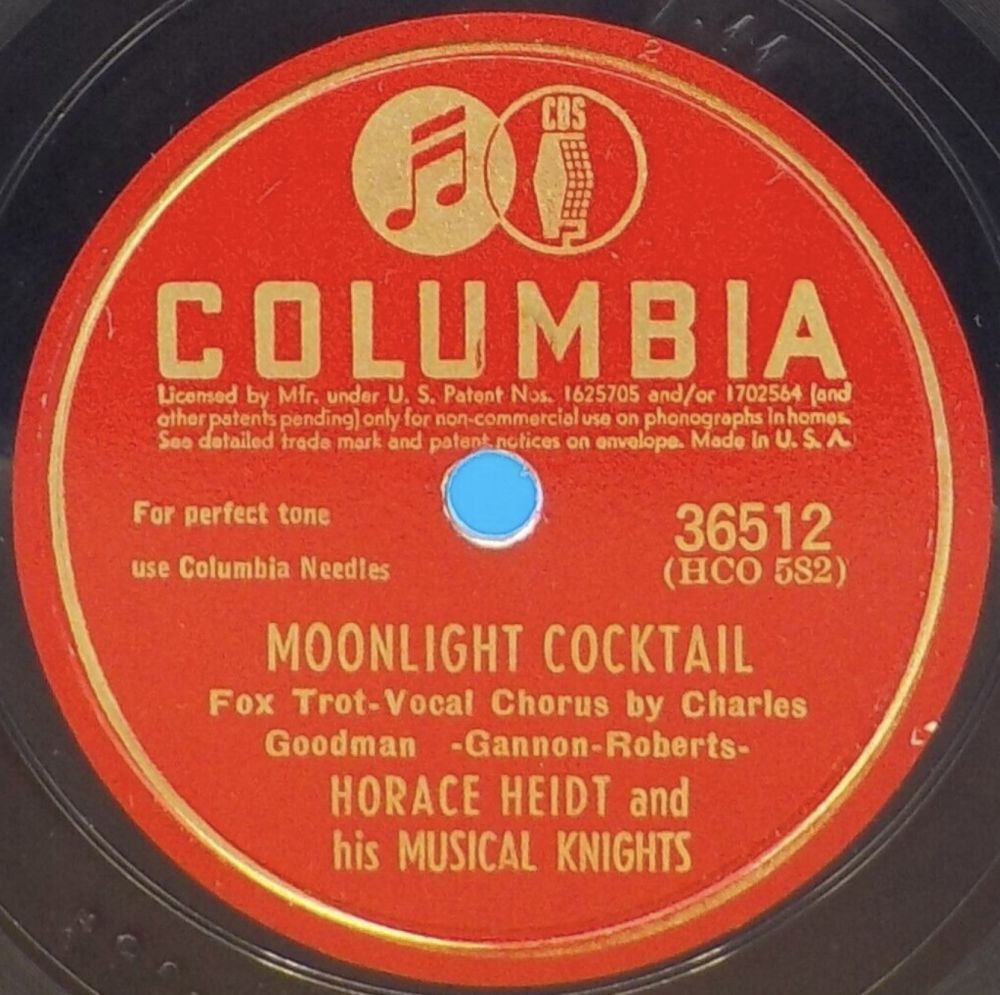 CBS
COLUMBIA
Licensed by Mfr. under U. S. Patent Nos. 1625705 and/or 1702564 (and
other patents pending) only for non-commercial use on phonographs in homes.
See detailed trade mark and patent notices on envelope. Made in U. S. A.
For perfect tone
use Columbia Needles
36512
(HCO 582)
MOONLIGHT COCKTAIL
Fox Trot-Vocal Chorus by Charles
Goodman -Gannon-Roberts-
HORACE HEIDT and
his MUSICAL KNIGHTS